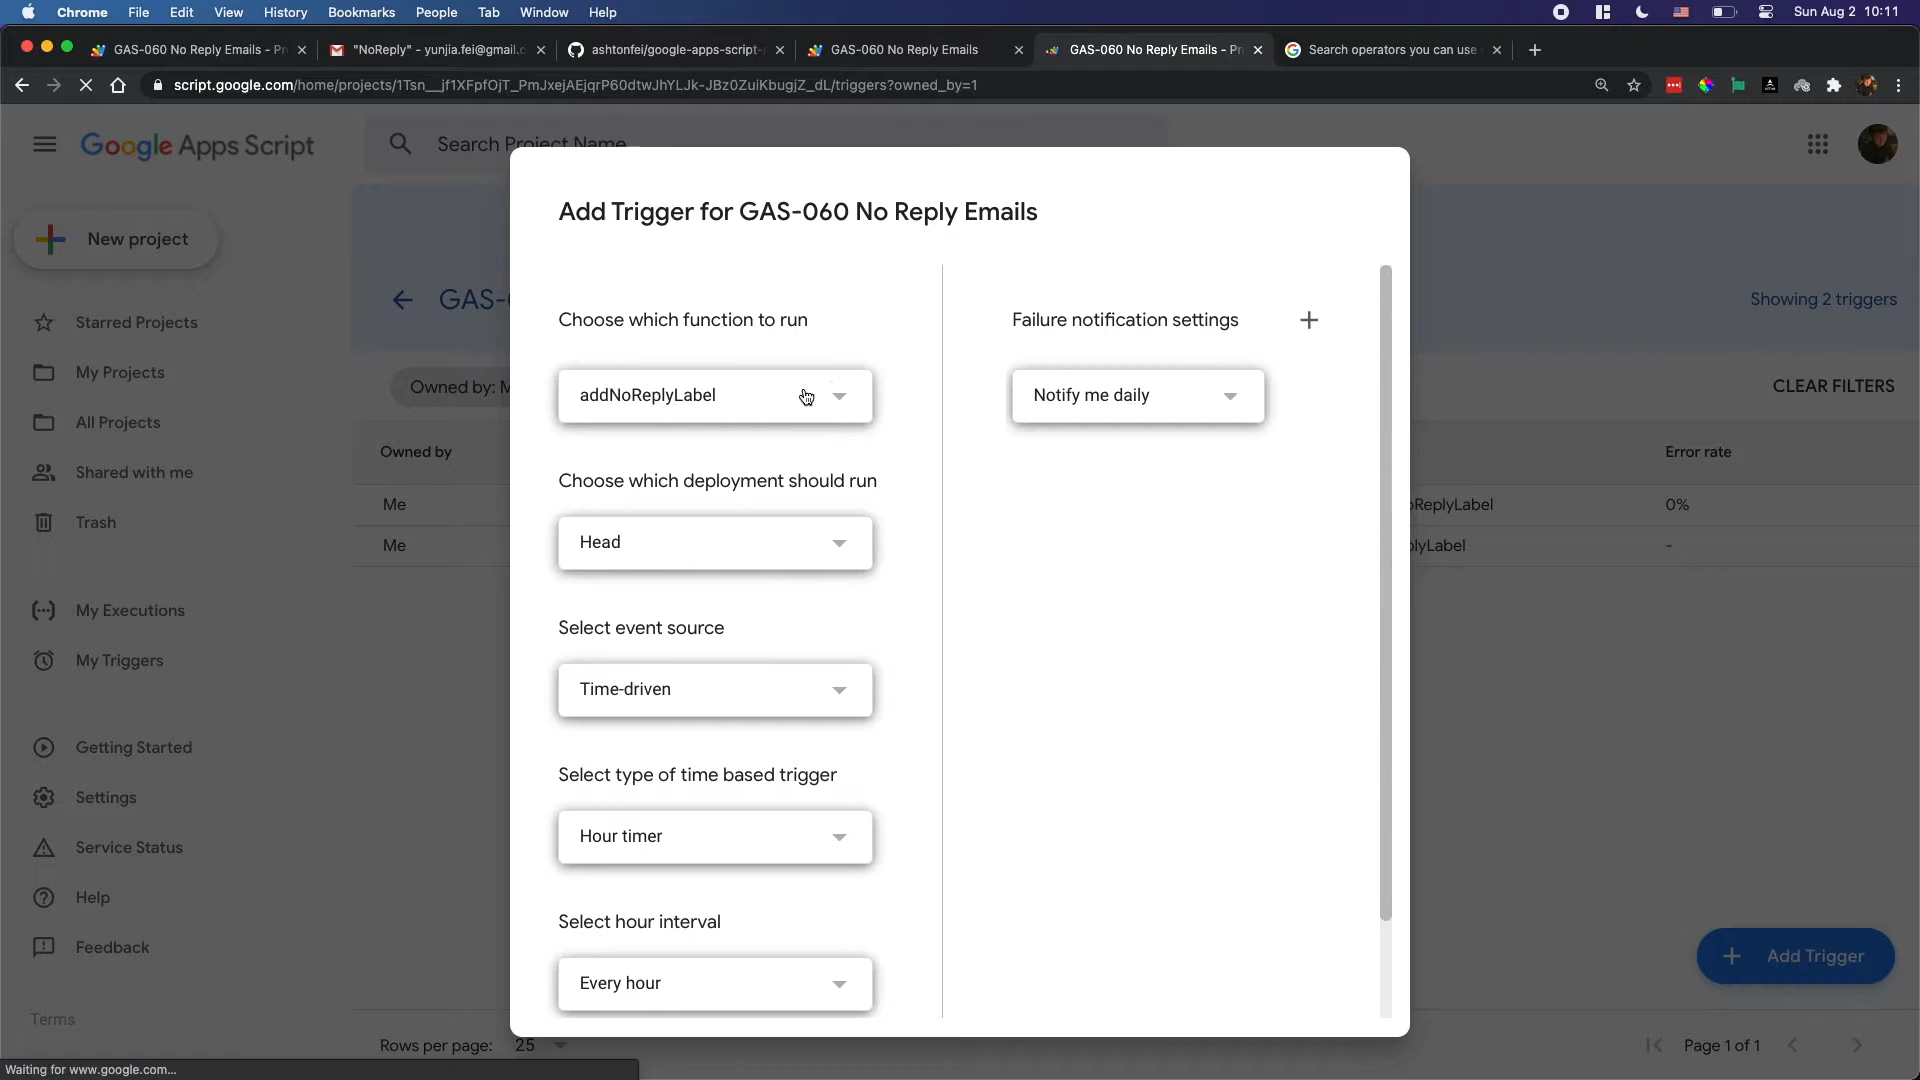 Chrome File Edit View History Bookmarks People Tab Window Help Sun Aug 2 10:11
GAS-060 No Reply Emails - Pr "NoReply" - yunjia.fei@gmail.c ashtonfei/google-apps-script- GAS-060 No Reply Emails GAS-060 No Reply Emails - Pr Search operators you can use
script.google.com/home/projects/1Tsn__jf1XFpfOjT_PmJxejAEjqrP60dtwJhYLJk-JBz0ZuiKbugjZ_dL/triggers?owned_by=1
Google Apps Script
Search Project Name
Add Trigger for GAS-060 No Reply Emails
New project
GAS-
Showing 2 triggers
Choose which function to run
Failure notification settings
Starred Projects
My Projects
Owned by: M
addNoReplyLabel
Notify me daily
CLEAR FILTERS
All Projects
Owned by
Error rate
Shared with me
Choose which deployment should run
Me
oReplyLabel
0%
Trash
Head
Me
lyLabel
-
My Executions
Select event source
My Triggers
Time-driven
Getting Started
Select type of time based trigger
Settings
Hour timer
Service Status
Help
Select hour interval
Feedback
Every hour
Add Trigger
Terms
Rows per page: 25
Page 1 of 1
Waiting for www.google.com...